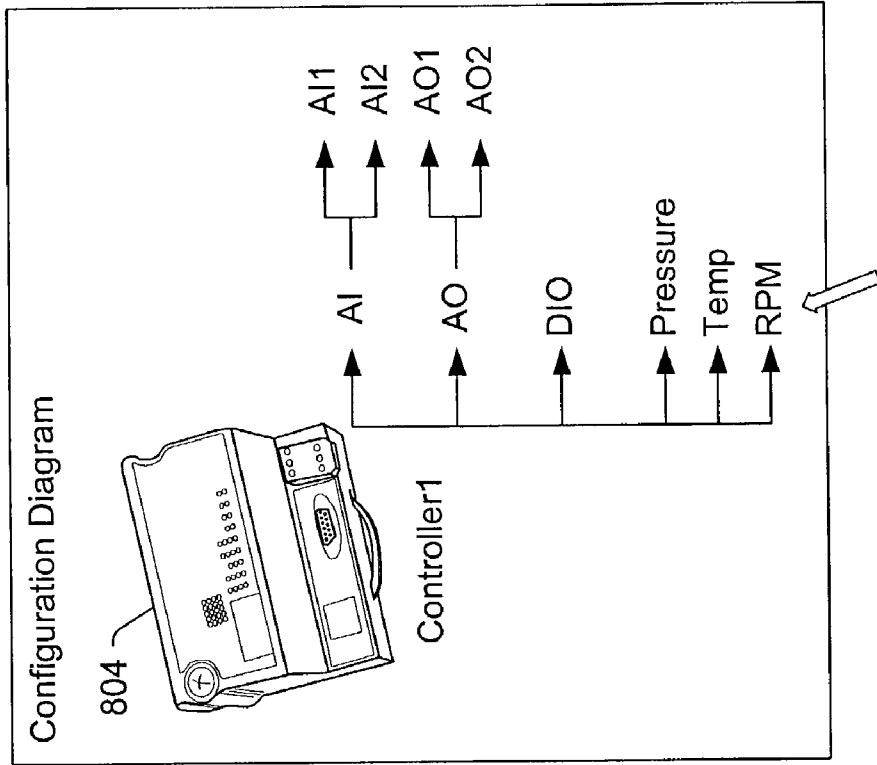 Configuration Diagram
804
Controller1
AI
AI1
AI2
AO
AO1
AO2
DIO
Pressure
Temp
RPM